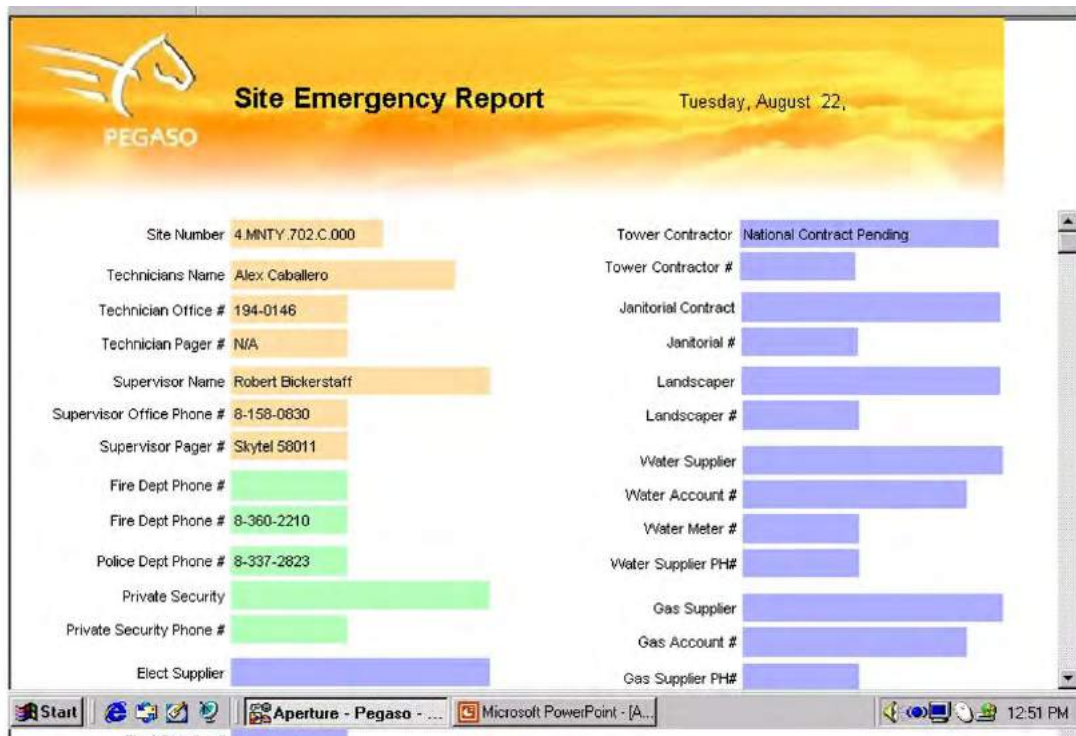 PEGASO
Site Emergency Report
Tuesday, August 22,
Site Number 4.MNTY.702.C.000
Technicians Name Alex Caballero
Technician Office # 194-0146
Technician Pager # N/A
Supervisor Name Robert Bickerstaff
Supervisor Office Phone # 8-158-0830
Supervisor Pager # Skytel 58011
Fire Dept Phone #
Fire Dept Phone # 8-360-2210
Police Dept Phone # 8-337-2823
Private Security
Private Security Phone #
Elect Supplier
Tower Contractor National Contract Pending
Tower Contractor #
Janitorial Contract
Janitorial #
Landscaper
Landscaper #
Water Supplier
Water Account #
Water Meter #
Water Supplier PH#
Gas Supplier
Gas Account #
Gas Supplier PH#
Start
Aperture - Pegaso - ...
Microsoft PowerPoint - [A...
12:51 PM